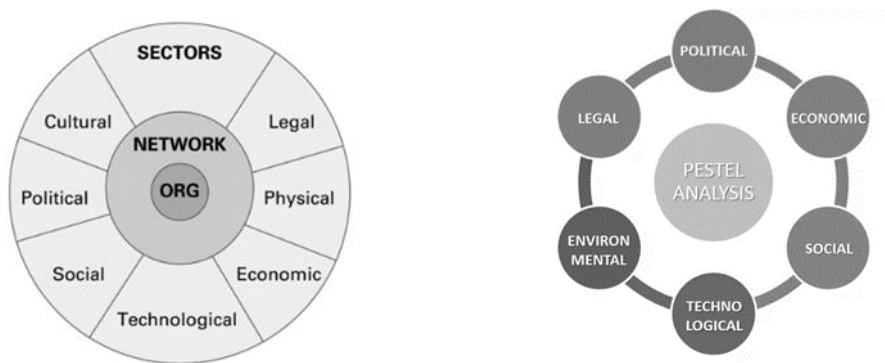 SECTORS
Cultural
Legal
NETWORK
Political
ORG
Physical
Social
Economic
Technological
POLITICAL
LEGAL
ECONOMIC
PESTEL
ANALYSIS
ENVIRON
MENTAL
SOCIAL
TECHNO
LOGICAL